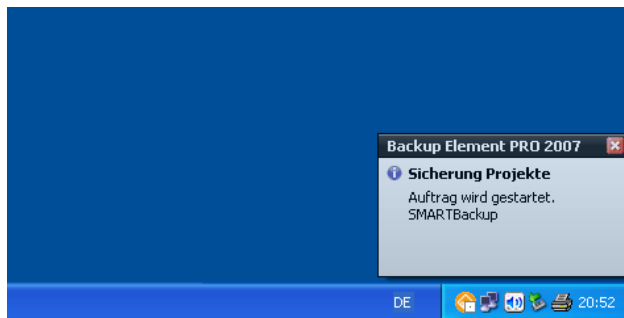 Backup Element PRO 2007
Sicherung Projekte
Auftrag wird gestartet.
SMARTBackup
DE 20:52